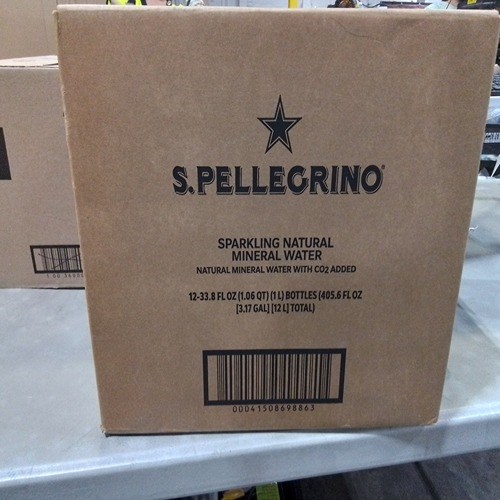 S.PELLEGRINO®
SPARKLING NATURAL
MINERAL WATER
NATURAL MINERAL WATER WITH CO2 ADDED
12-33.8 FL OZ (1.06 QT) (1 L) BOTTLES (405.6 FL OZ
[3.17 GAL] [12 L] TOTAL)
00041508698863